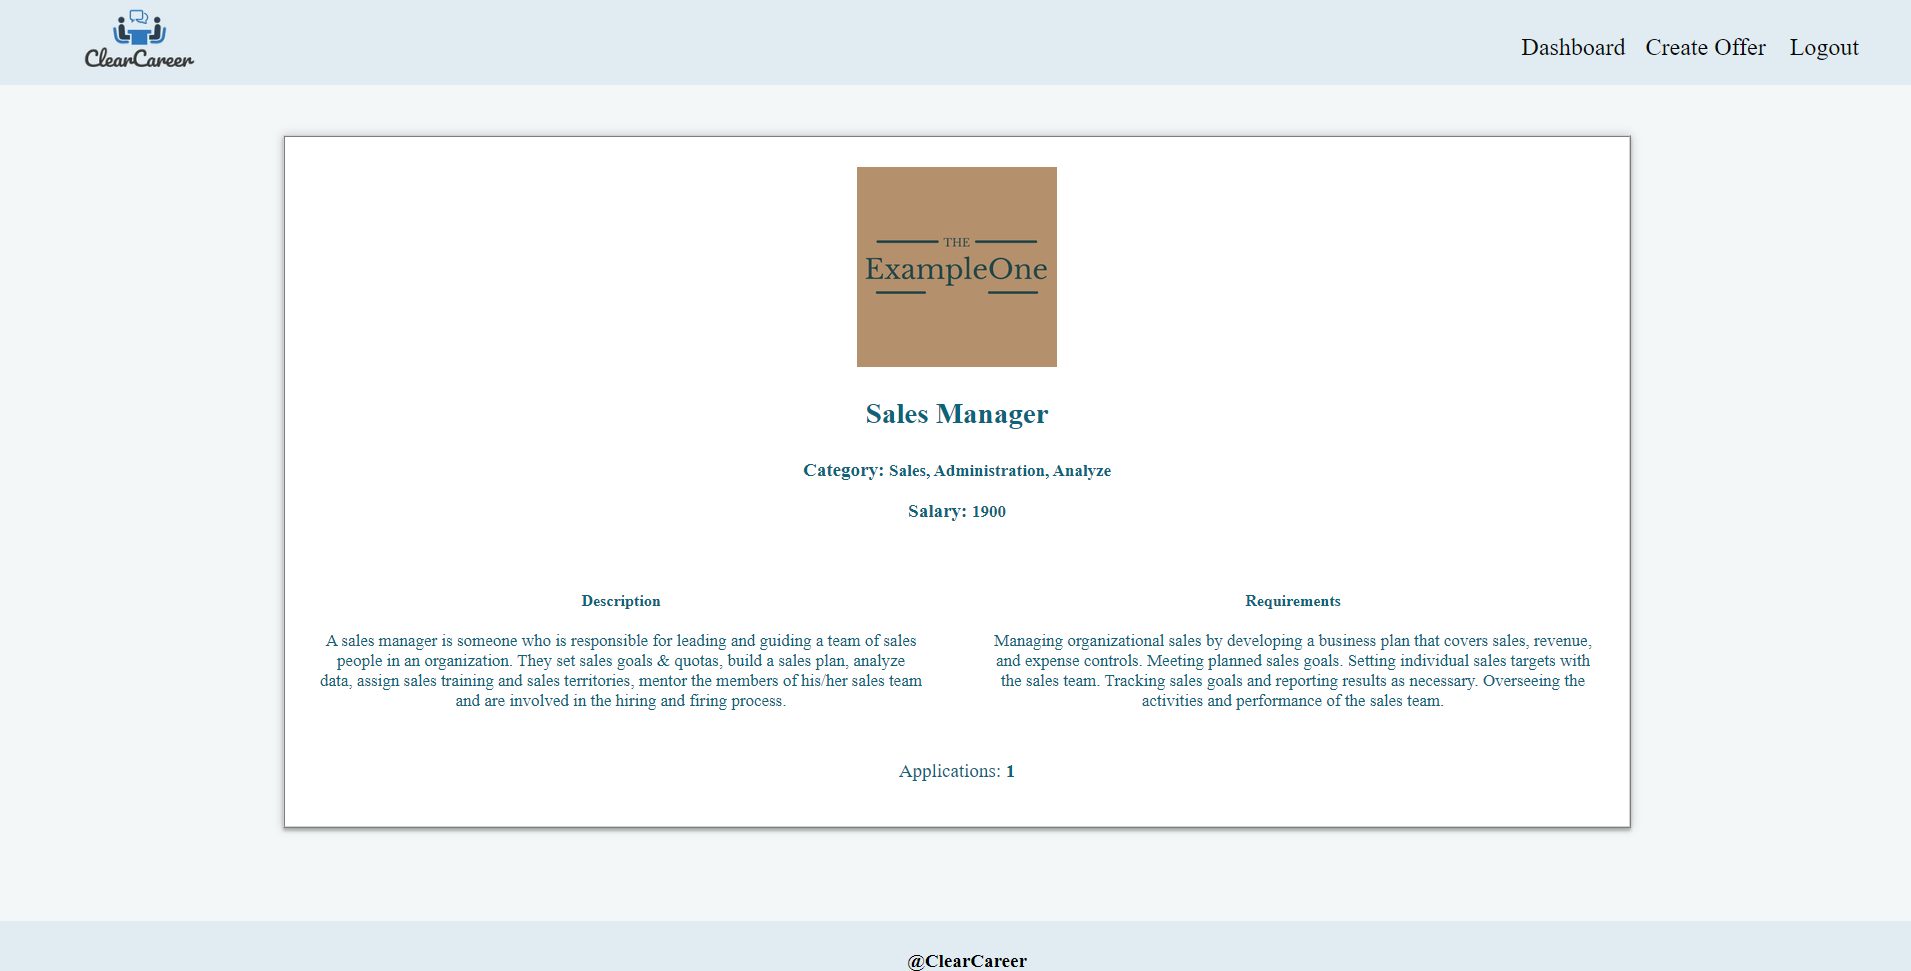 ClearCareer
Dashboard Create Offer Logout
THE
ExampleOne
Sales Manager
Category: Sales, Administration, Analyze
Salary: 1900
Description
A sales manager is someone who is responsible for leading and guiding a team of sales
people in an organization. They set sales goals & quotas, build a sales plan, analyze
data, assign sales training and sales territories, mentor the members of his/her sales team
and are involved in the hiring and firing process.
Requirements
Managing organizational sales by developing a business plan that covers sales, revenue,
and expense controls. Meeting planned sales goals. Setting individual sales targets with
the sales team. Tracking sales goals and reporting results as necessary. Overseeing the
activities and performance of the sales team.
Applications: 1
@ClearCareer